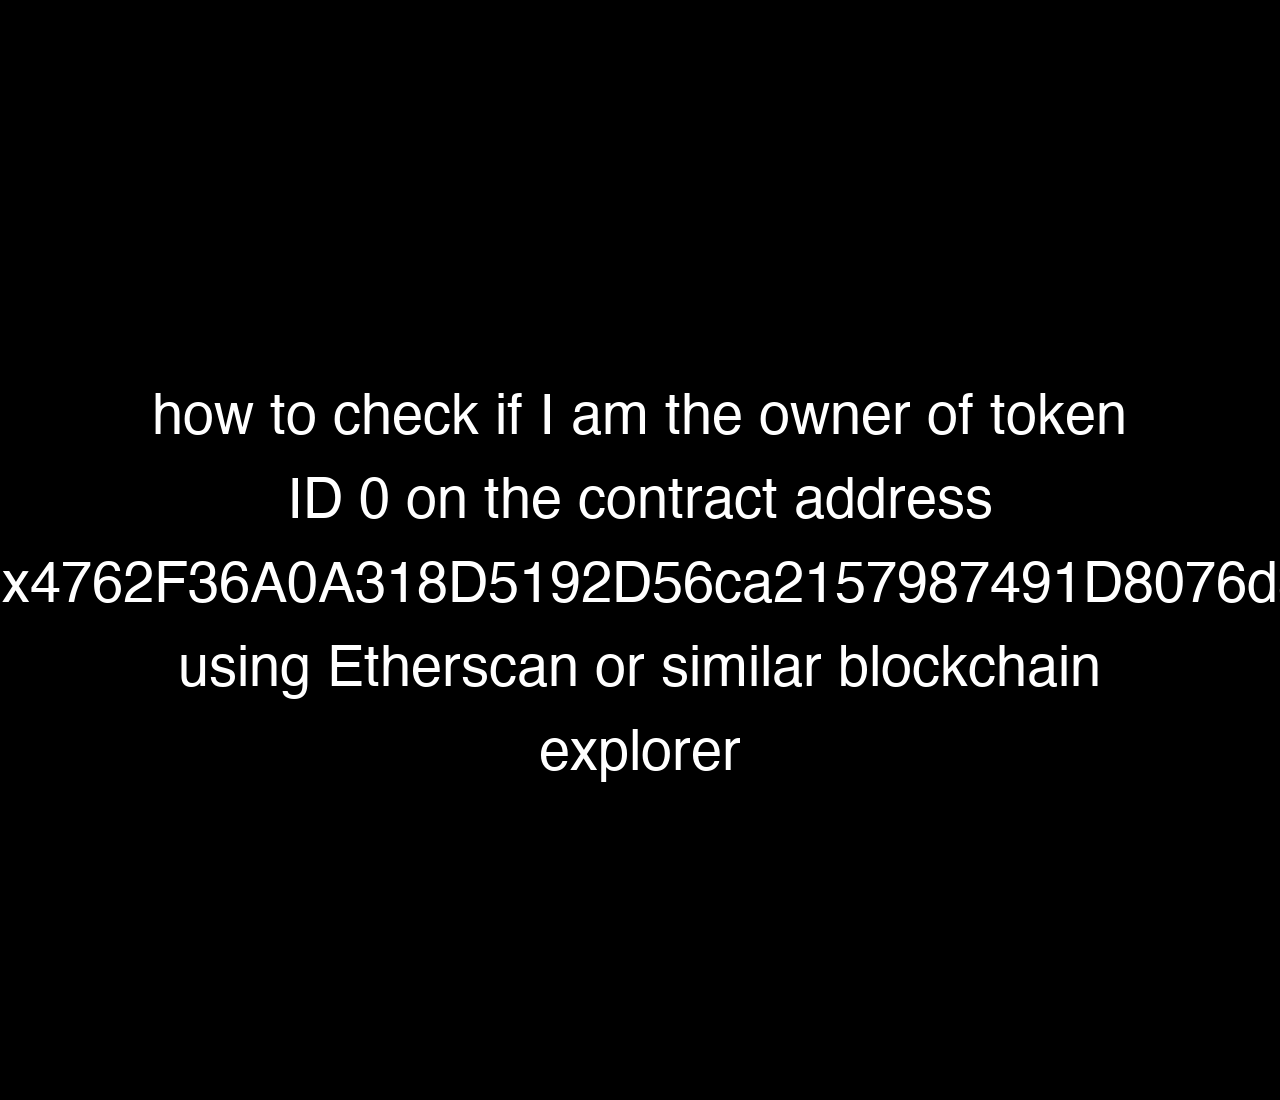 how to check if I am the owner of token
ID 0 on the contract address
x4762F36A0A318D5192D56ca2157987491D8076d
using Etherscan or similar blockchain
explorer